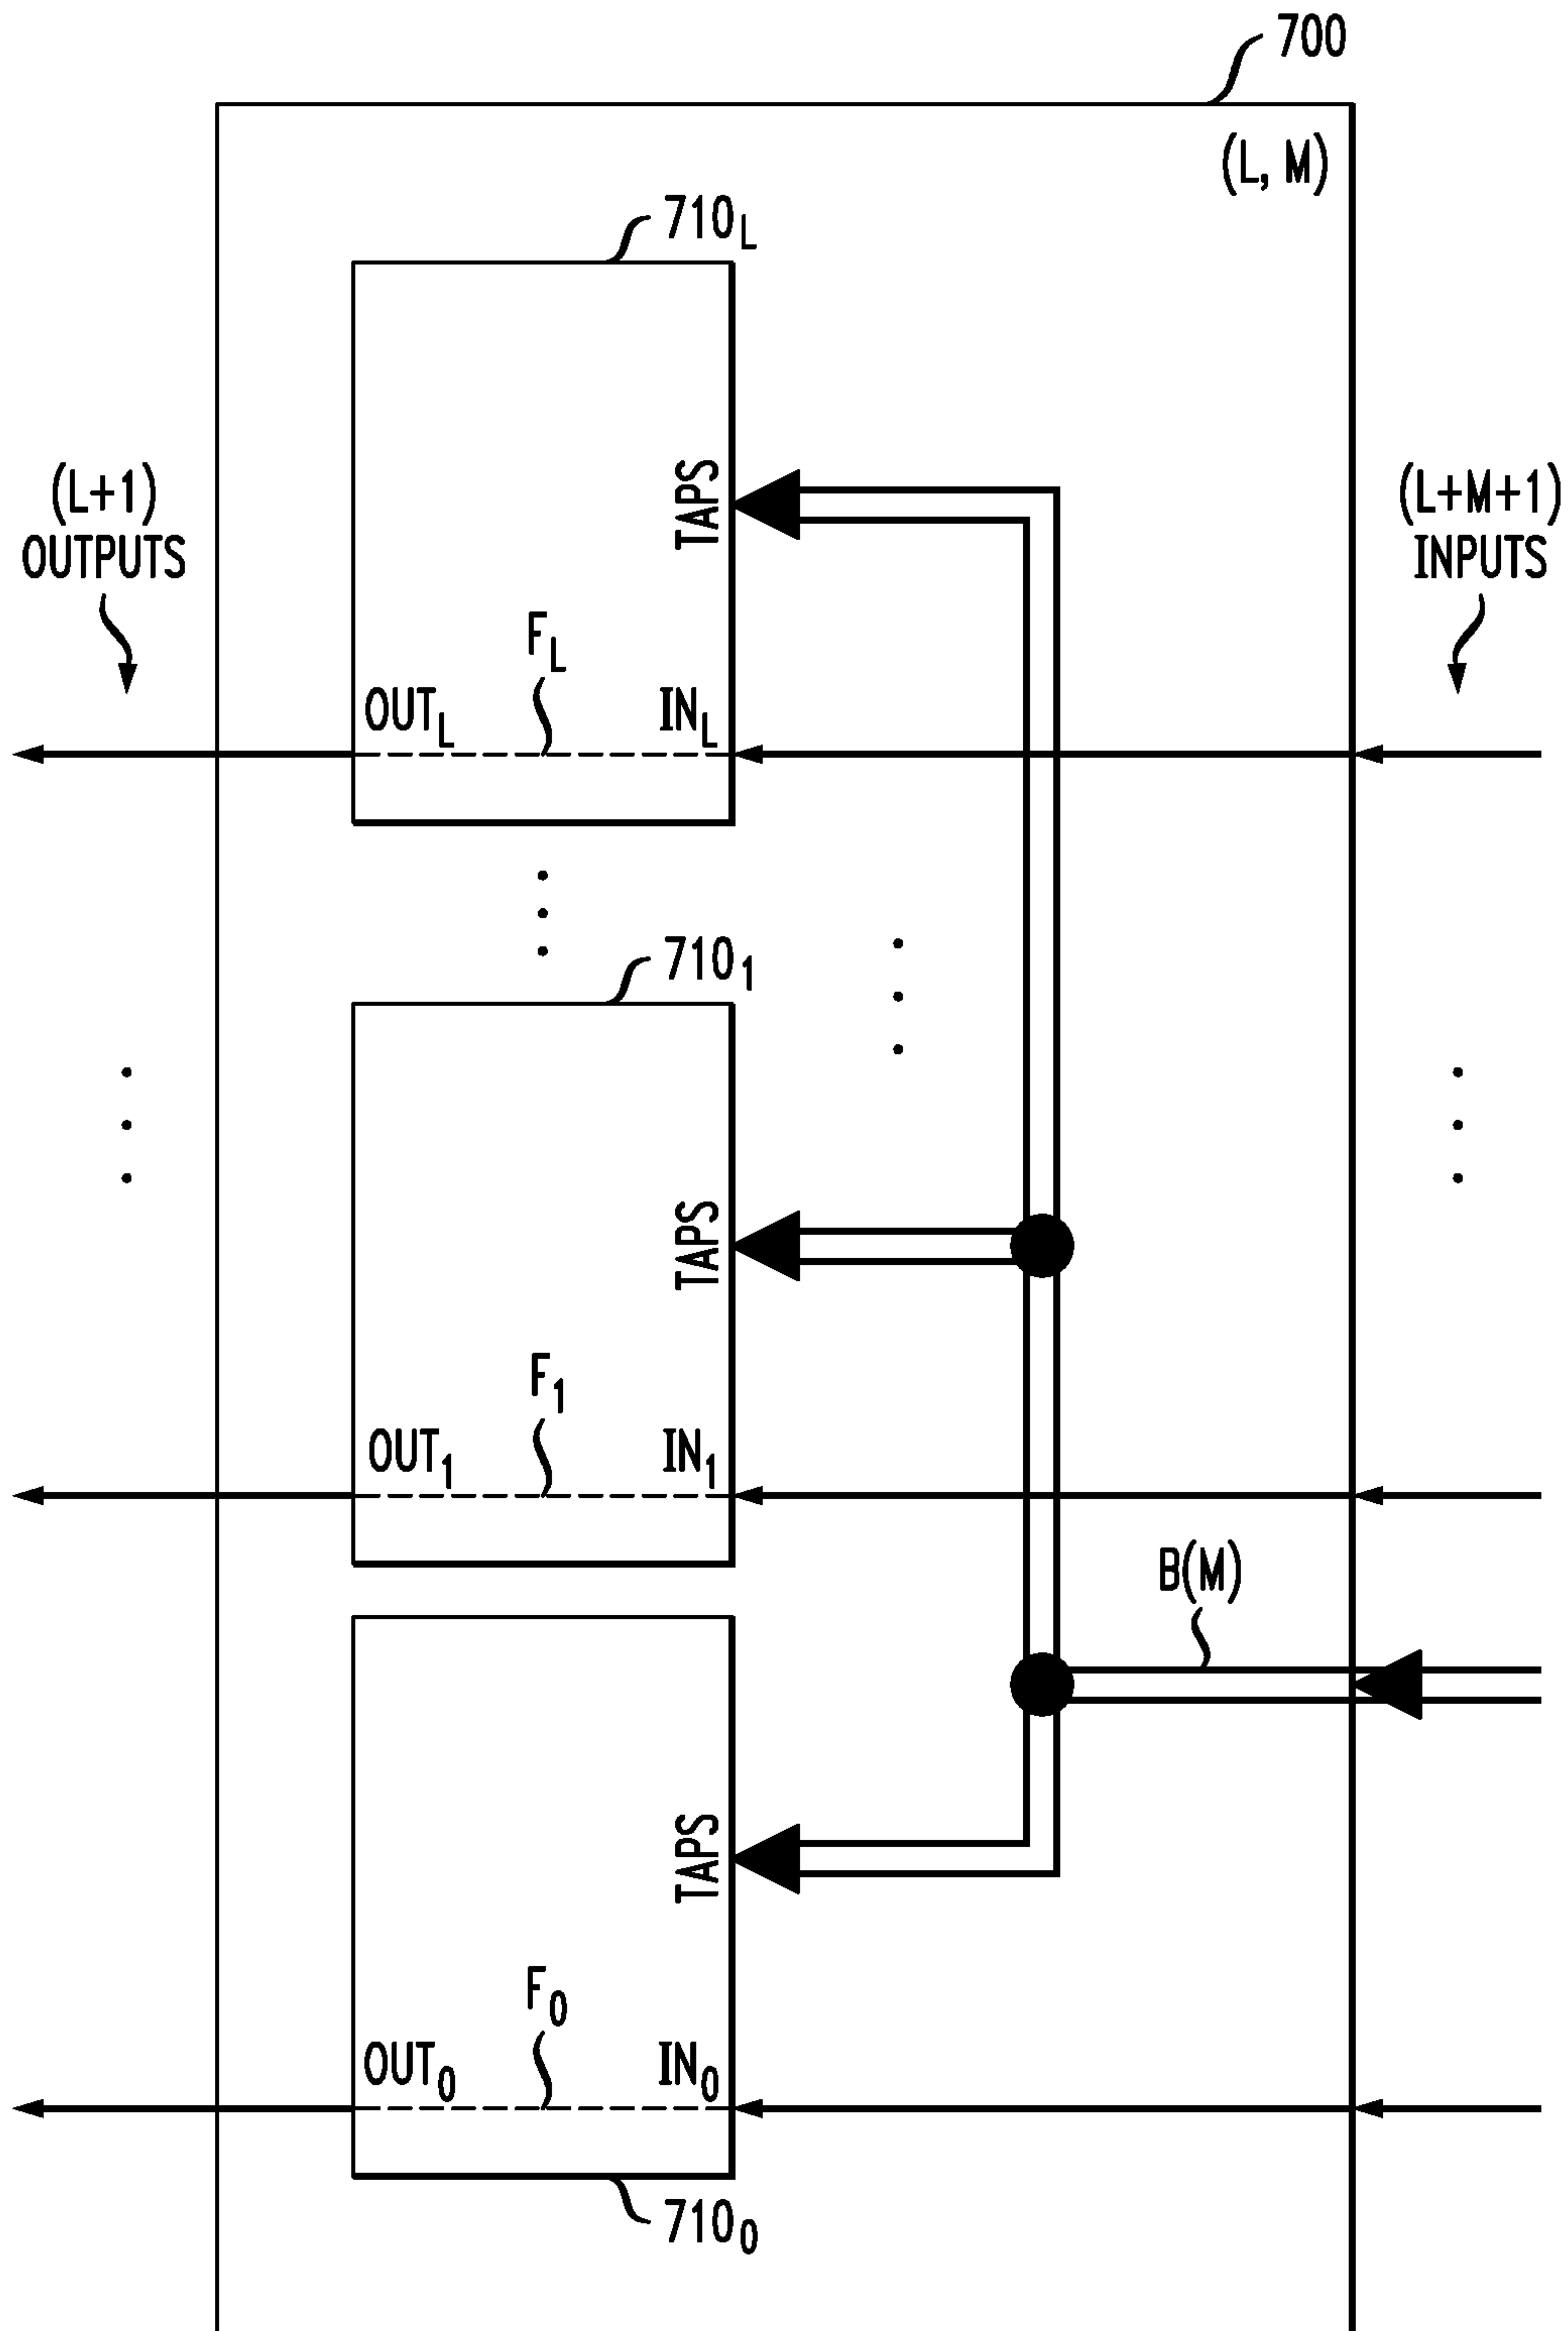 700
(L, M)
710L
(L+1)
OUTPUTS
(L+M+1)
INPUTS
TAPS
FL
OUTL
INL
7101
TAPS
F1
OUT1
IN1
B(M)
TAPS
F0
OUT0
IN0
7100